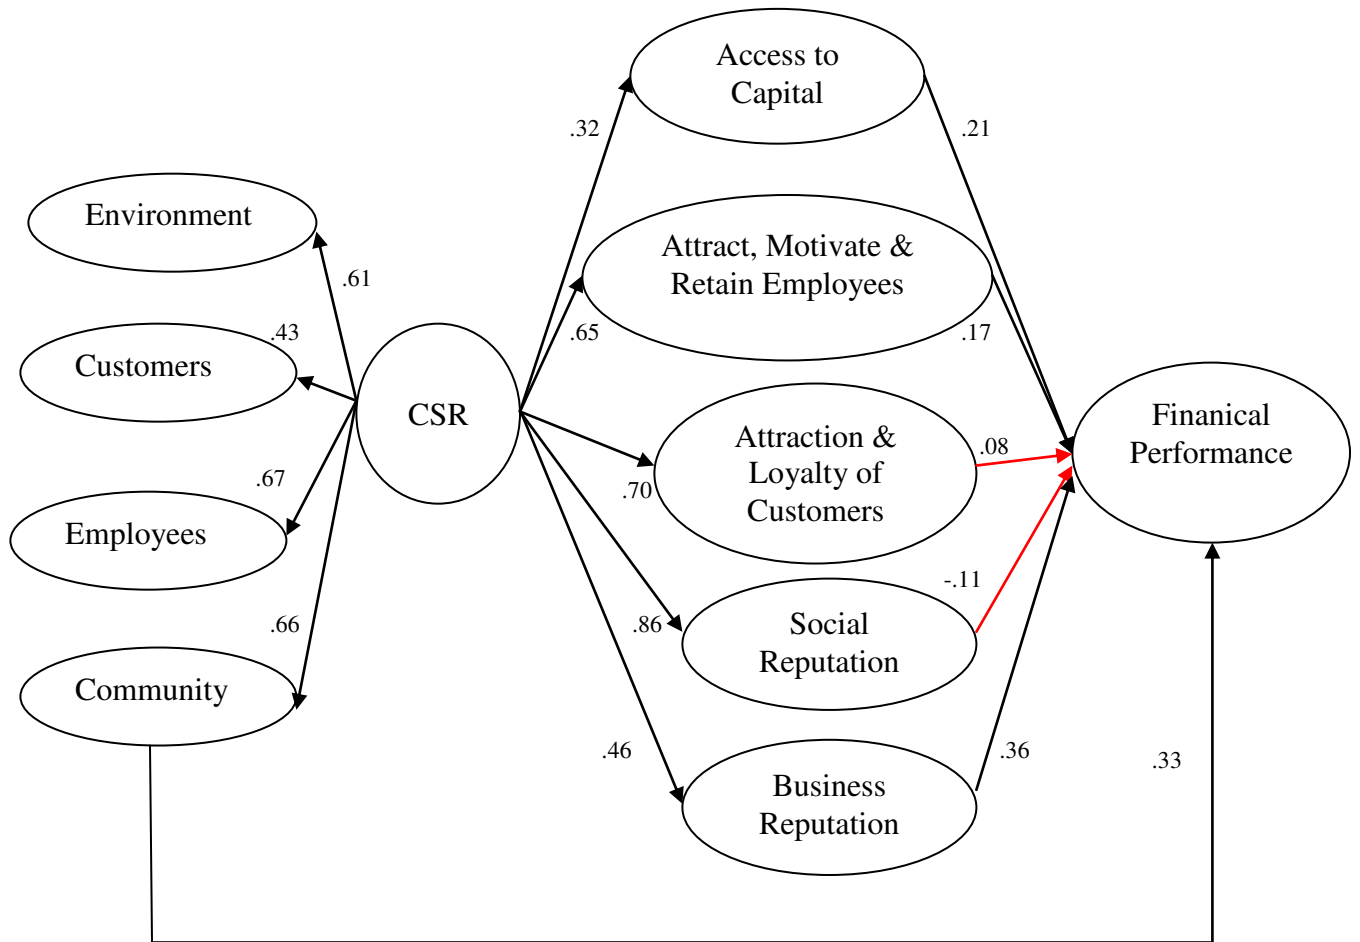 Access to
Capital
.32
.21
Environment
Attract, Motivate &
Retain Employees
.61
.65
.17
.43
Customers
CSR
Attraction &
Loyalty of
Customers
.08
Finanical
Performance
.67
.70
Employees
-.11
.66
.86
Social
Reputation
Community
.46
.36
.33
Business
Reputation